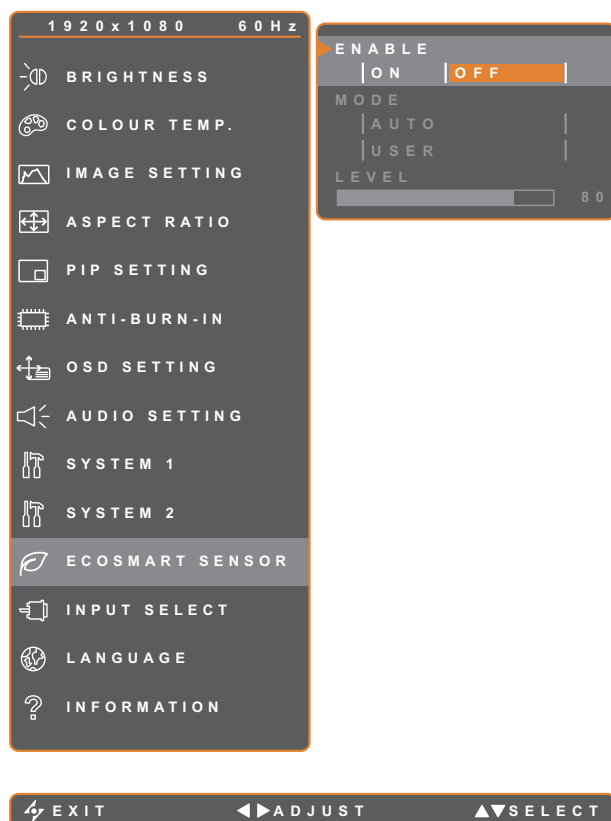 1920x1080 60Hz
BRIGHTNESS
COLOUR TEMP.
IMAGE SETTING
ASPECT RATIO
PIP SETTING
ANTI-BURN-IN
OSD SETTING
AUDIO SETTING
SYSTEM 1
SYSTEM 2
ECOSMART SENSOR
INPUT SELECT
LANGUAGE
INFORMATION
ENABLE
ON OFF
MODE
AUTO
USER
LEVEL
80
EXIT ADJUST SELECT